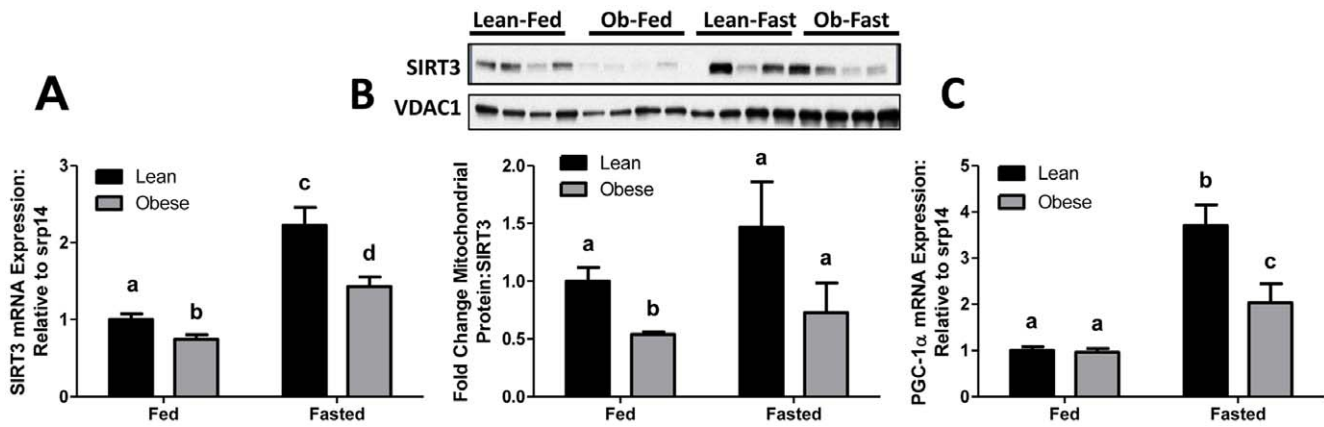 Lean-Fed Ob-Fed Lean-Fast Ob-Fast
SIRT3
VDAC1
A
SIRT3 mRNA Expression:
Relative to srp14
3
2
1
0
Lean
Obese
a
b
c
d
Fed
Fasted
B
Fold Change Mitochondrial
Protein:SIRT3
2.0
1.5
1.0
0.5
0.0
Lean
Obese
a
b
a
a
Fed
Fasted
C
PGC-1α mRNA Expression:
Relative to srp14
5
4
3
2
1
0
Lean
Obese
a
a
b
c
Fed
Fasted